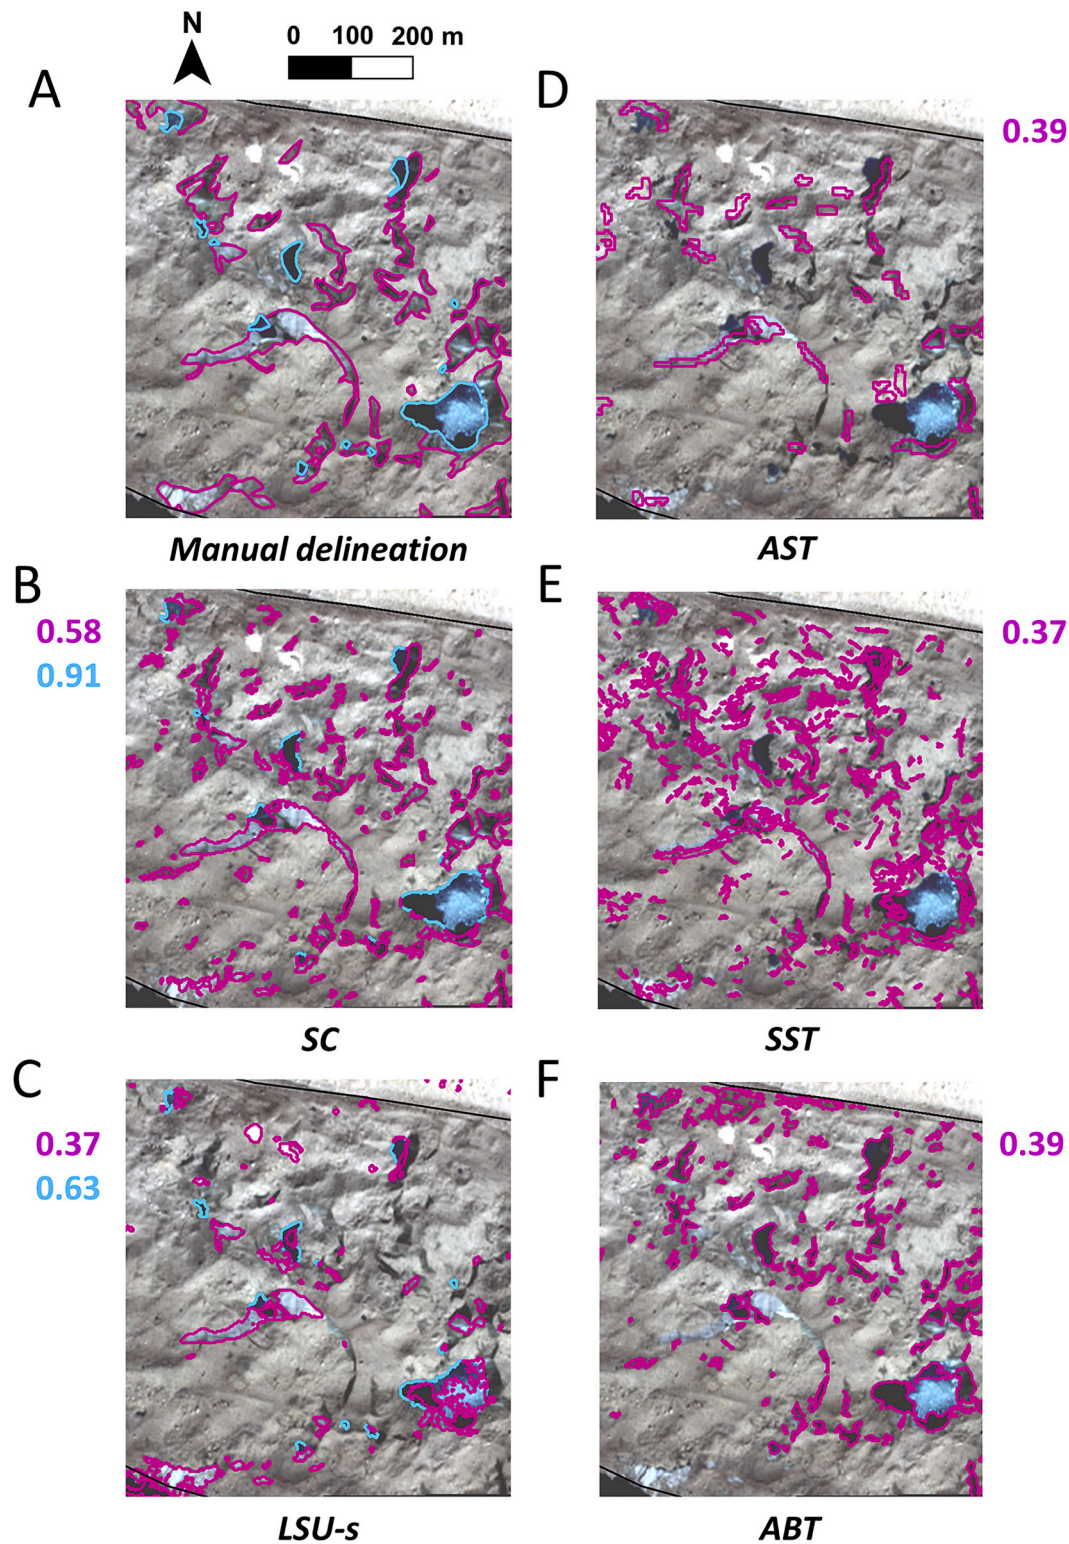 N
0 100 200 m
A
Manual delineation
B
0.58
0.91
SC
C
0.37
0.63
LSU-s
D
0.39
AST
E
0.37
SST
F
0.39
ABT